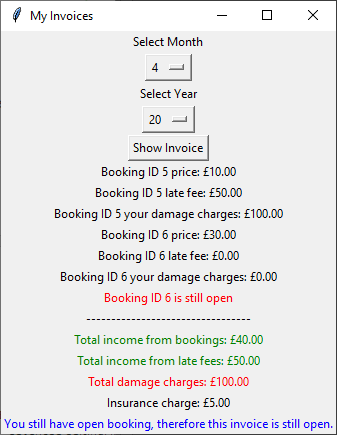 My Invoices
Select Month
4
Select Year
20
Show Invoice
Booking ID 5 price: £10.00
Booking ID 5 late fee: £50.00
Booking ID 5 your damage charges: £100.00
Booking ID 6 price: £30.00
Booking ID 6 late fee: £0.00
Booking ID 6 your damage charges: £0.00
Booking ID 6 is still open
---------------------------------
Total income from bookings: £40.00
Total income from late fees: £50.00
Total damage charges: £100.00
Insurance charge: £5.00
You still have open booking, therefore this invoice is still open.